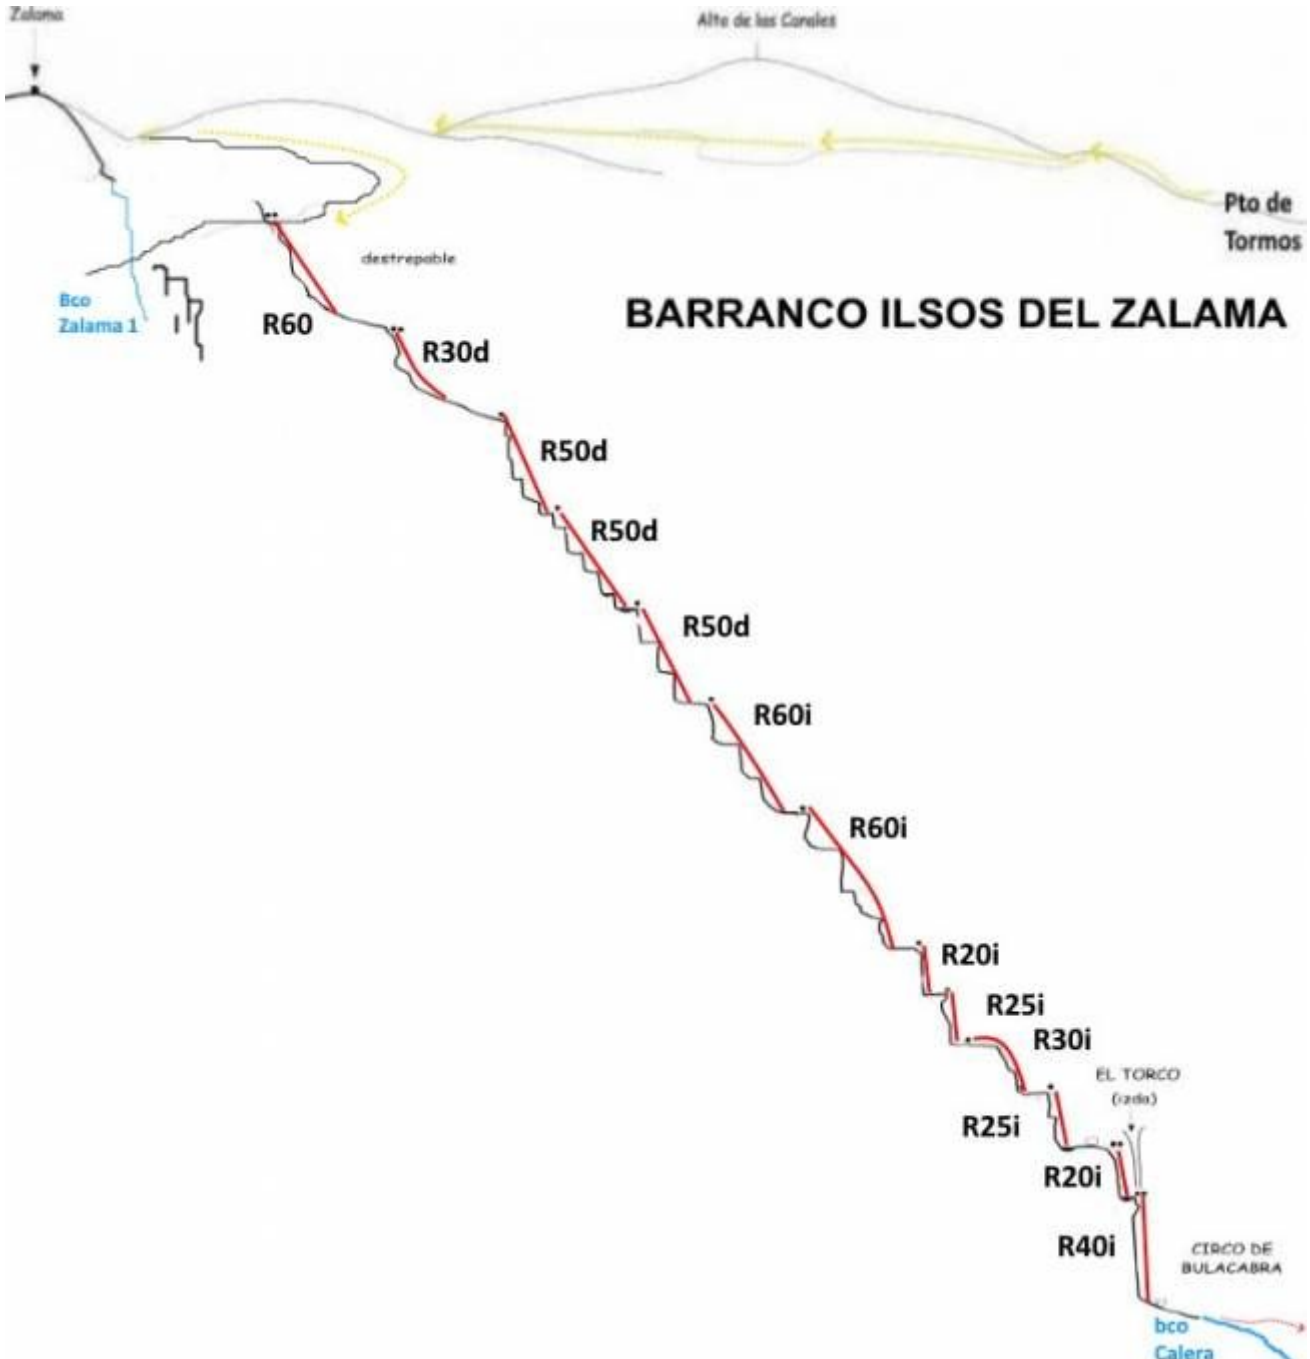 Zalama
Alto de los Canales
Pto de
Tormos
destrepable
Bco
Zalama 1
BARRANCO ILSOS DEL ZALAMA
R60
R30d
R50d
R50d
R50d
R60i
R60i
R20i
R25i
R30i
EL TORCO
(izda)
R25i
R20i
R40i
CIRCO DE
BULACABRA
bco
Calera